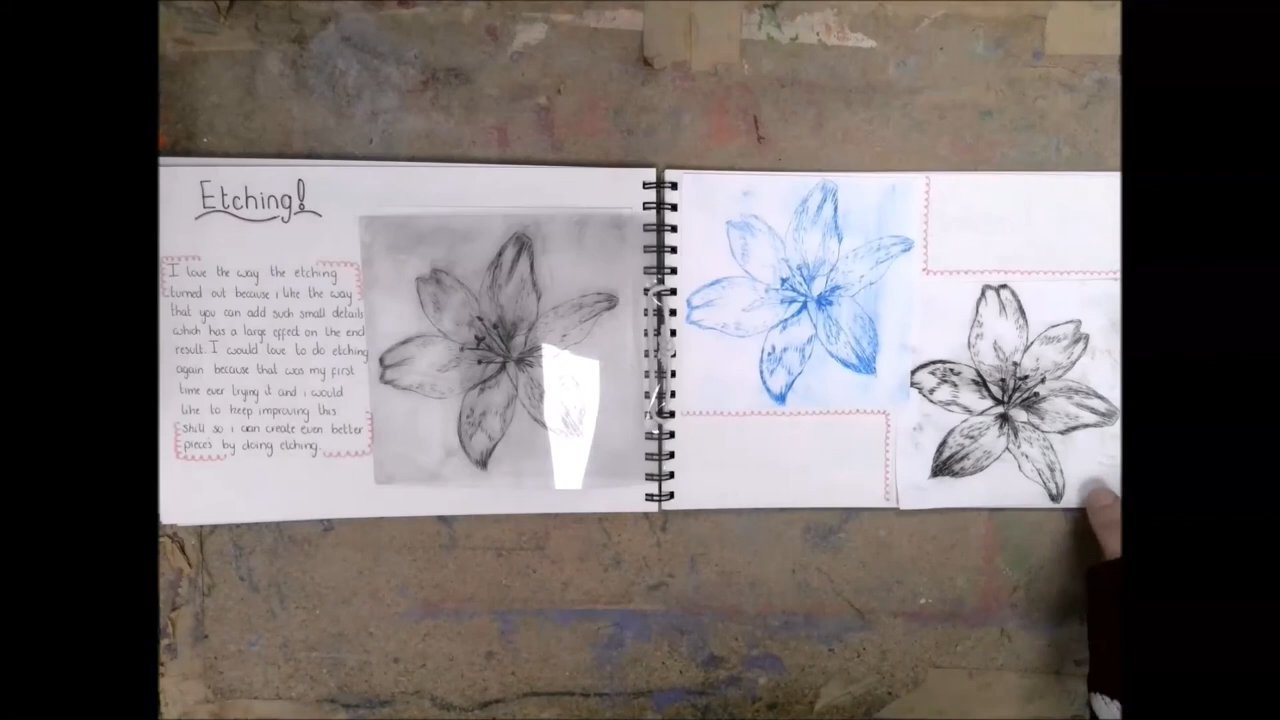 Etching!
I love the way the etching
turned out because i like the way
that you can add such small details
which has a large effect on the end
result. I would love to do etching
again because that was my first
time ever trying it and i would
like to keep improving this
skill so i can create even better
pieces by doing etching.